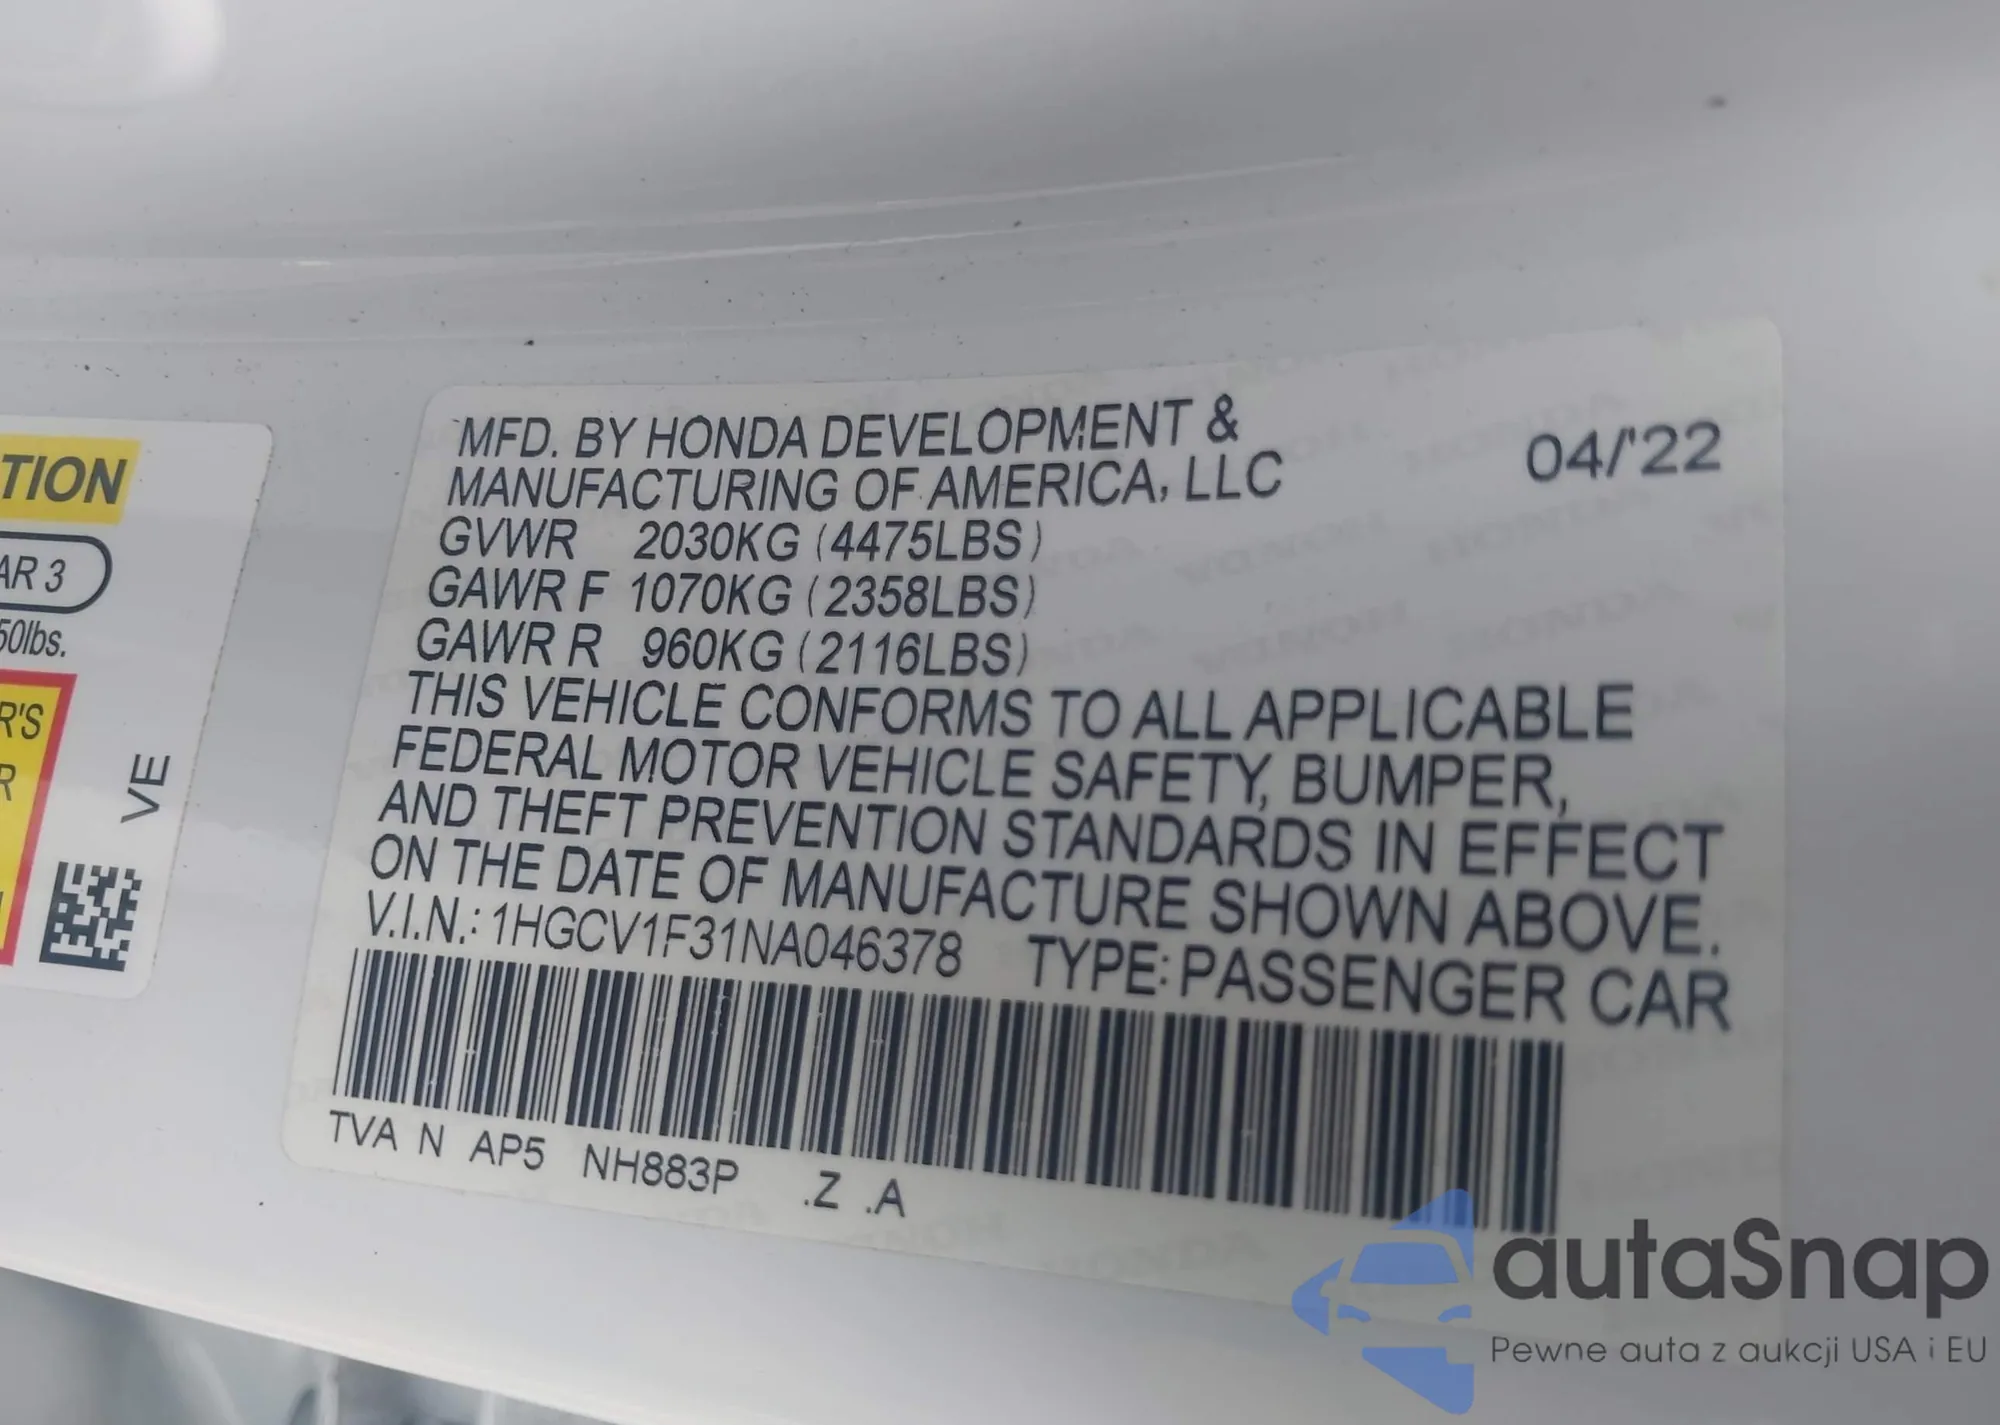 TION
AR 3
50lbs.
R'S
R
VE
MFD. BY HONDA DEVELOPMENT &
MANUFACTURING OF AMERICA, LLC
04/'22
GVWR 2030KG (4475LBS)
GAWR F 1070KG (2358LBS)
GAWR R 960KG (2116LBS)
THIS VEHICLE CONFORMS TO ALL APPLICABLE
FEDERAL MOTOR VEHICLE SAFETY, BUMPER,
AND THEFT PREVENTION STANDARDS IN EFFECT
ON THE DATE OF MANUFACTURE SHOWN ABOVE.
V.I.N.: 1HGCV1F31NA046378 TYPE: PASSENGER CAR
TVA N AP5 NH883P .Z .A
autaSnap
Pewne auta z aukcji USA i EU